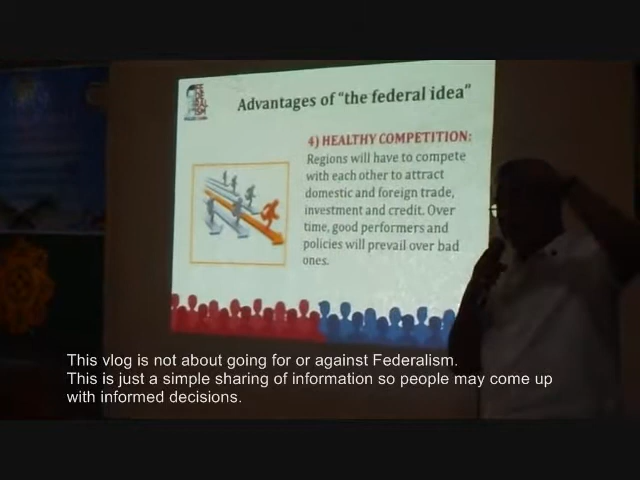 Advantages of "the federal idea"
4) HEALTHY COMPETITION:
Regions will have to compete
with each other to attract
domestic and foreign trade,
investment and credit. Over
time, good performers and
policies will prevail over bad
ones.
This vlog is not about going for or against Federalism.
This is just a simple sharing of information so people may come up
with informed decisions.